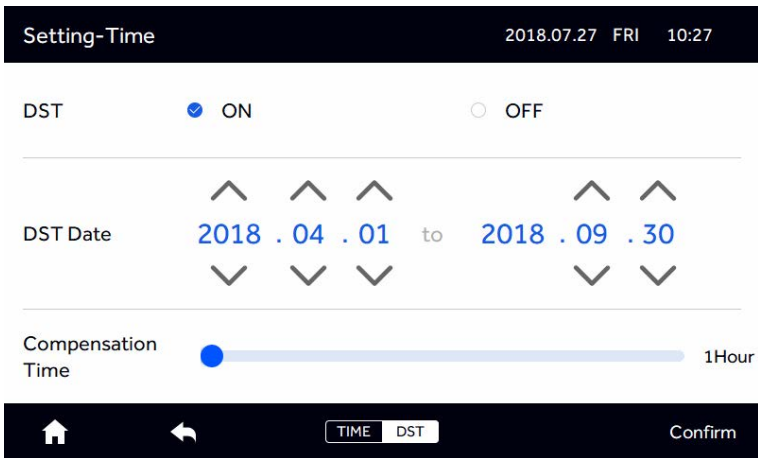 Setting-Time 2018.07.27 FRI 10:27
DST ON OFF
DST Date 2018 . 04 . 01 to 2018 . 09 . 30
Compensation
Time
1Hour
TIME DST Confirm